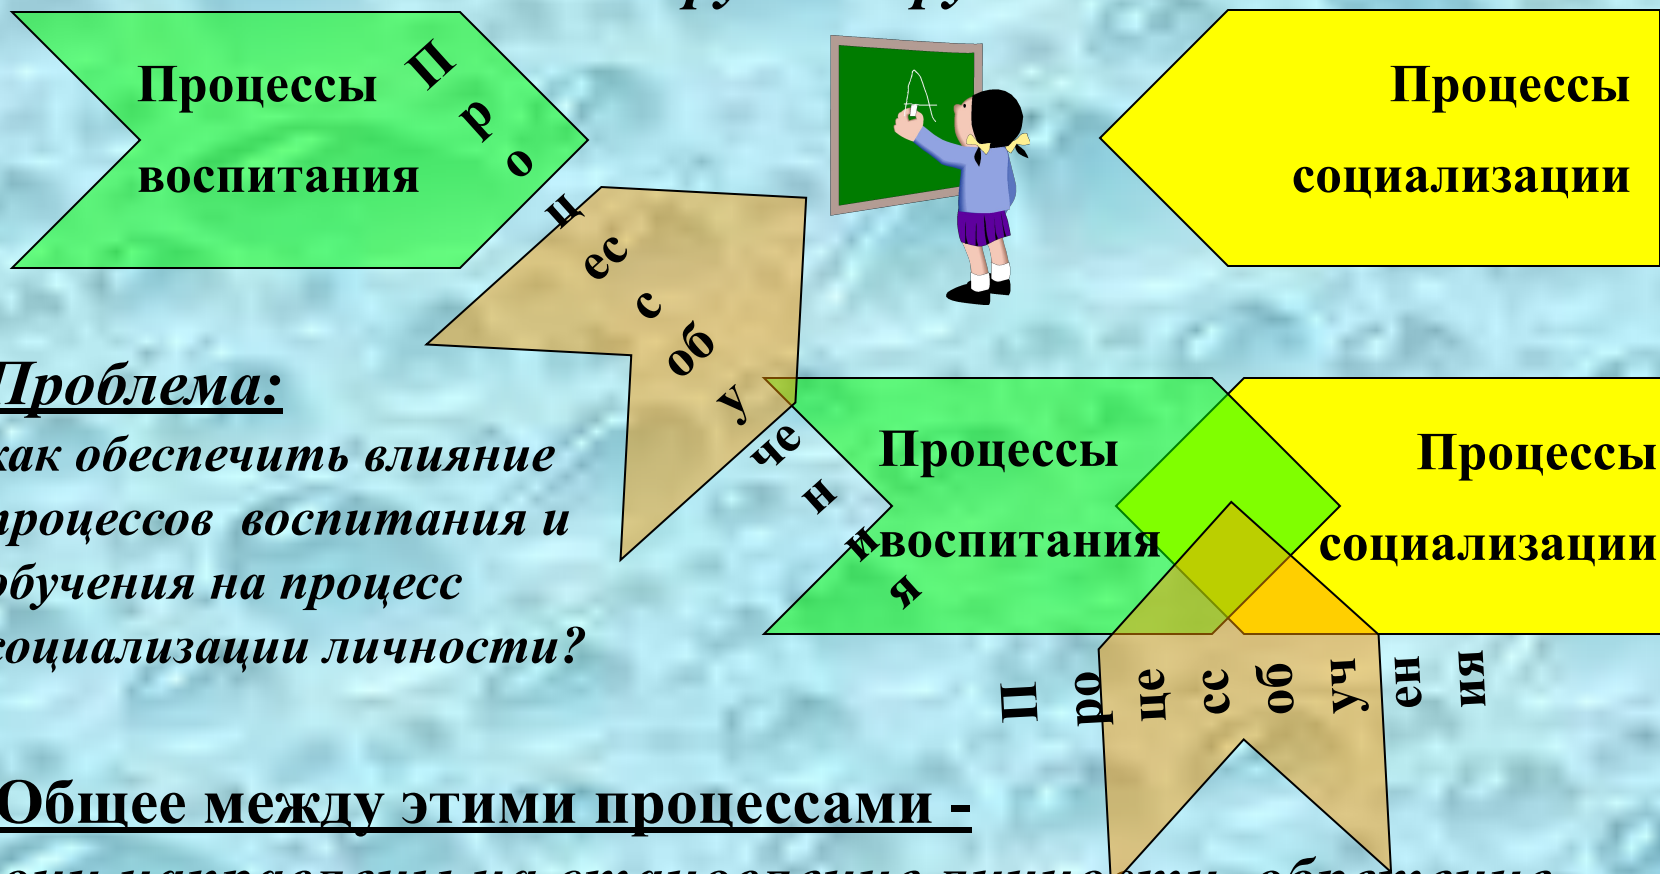 Процессы
воспитания
Процесс обучения
Процессы
социализации
Проблема:
как обеспечить влияние
процессов воспитания и
обучения на процесс
социализации личности?
Процессы
воспитания
Процессы
социализации
Процесс обучения
Общее между этими процессами -